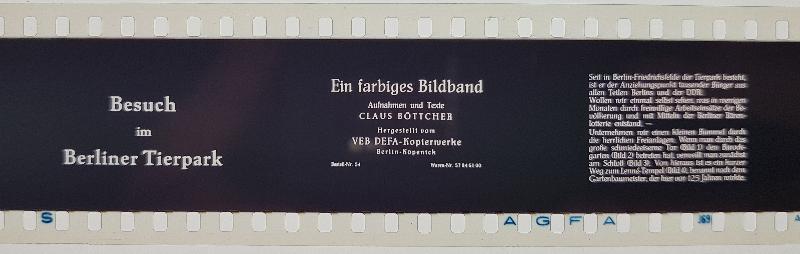 Besuch
im
Berliner Tierpark
Ein farbiges Bildband
Aufnahmen und Texte
CLAUS BÖTTCHER
Hergestellt vom
VEB DEFA-Kopierwerke
Berlin-Köpenick
Bestell-Nr. 54
Waren-Nr. 57 84 61 00
Seit in Berlin-Friedrichsfelde der Tierpark besteht,
ist er der Anziehungspunkt tausender Bürger aus
allen Teilen Berlins und der DDR.
Wollen wir einmal selbst sehen, was in wenigen
Monaten durch freiwillige Arbeitseinsätze der Be-
völkerung und mit Mitteln der Berliner Bären-
lotterie entstand. —
Unternehmen wir einen kleinen Bummel durch
die herrlichen Freianlagen. Wenn man durch das
große schmiedeeiserne Tor (Bild 1) den Barock-
garten (Bild 2) betreten hat, verweilt man zunächst
am Schloß (Bild 3). Von hieraus ist es ein kurzer
Weg zum Lenné-Tempel (Bild 4), benannt nach dem
Gartenbaumeister, der hier vor 125 Jahren wirkte.
S AGFA